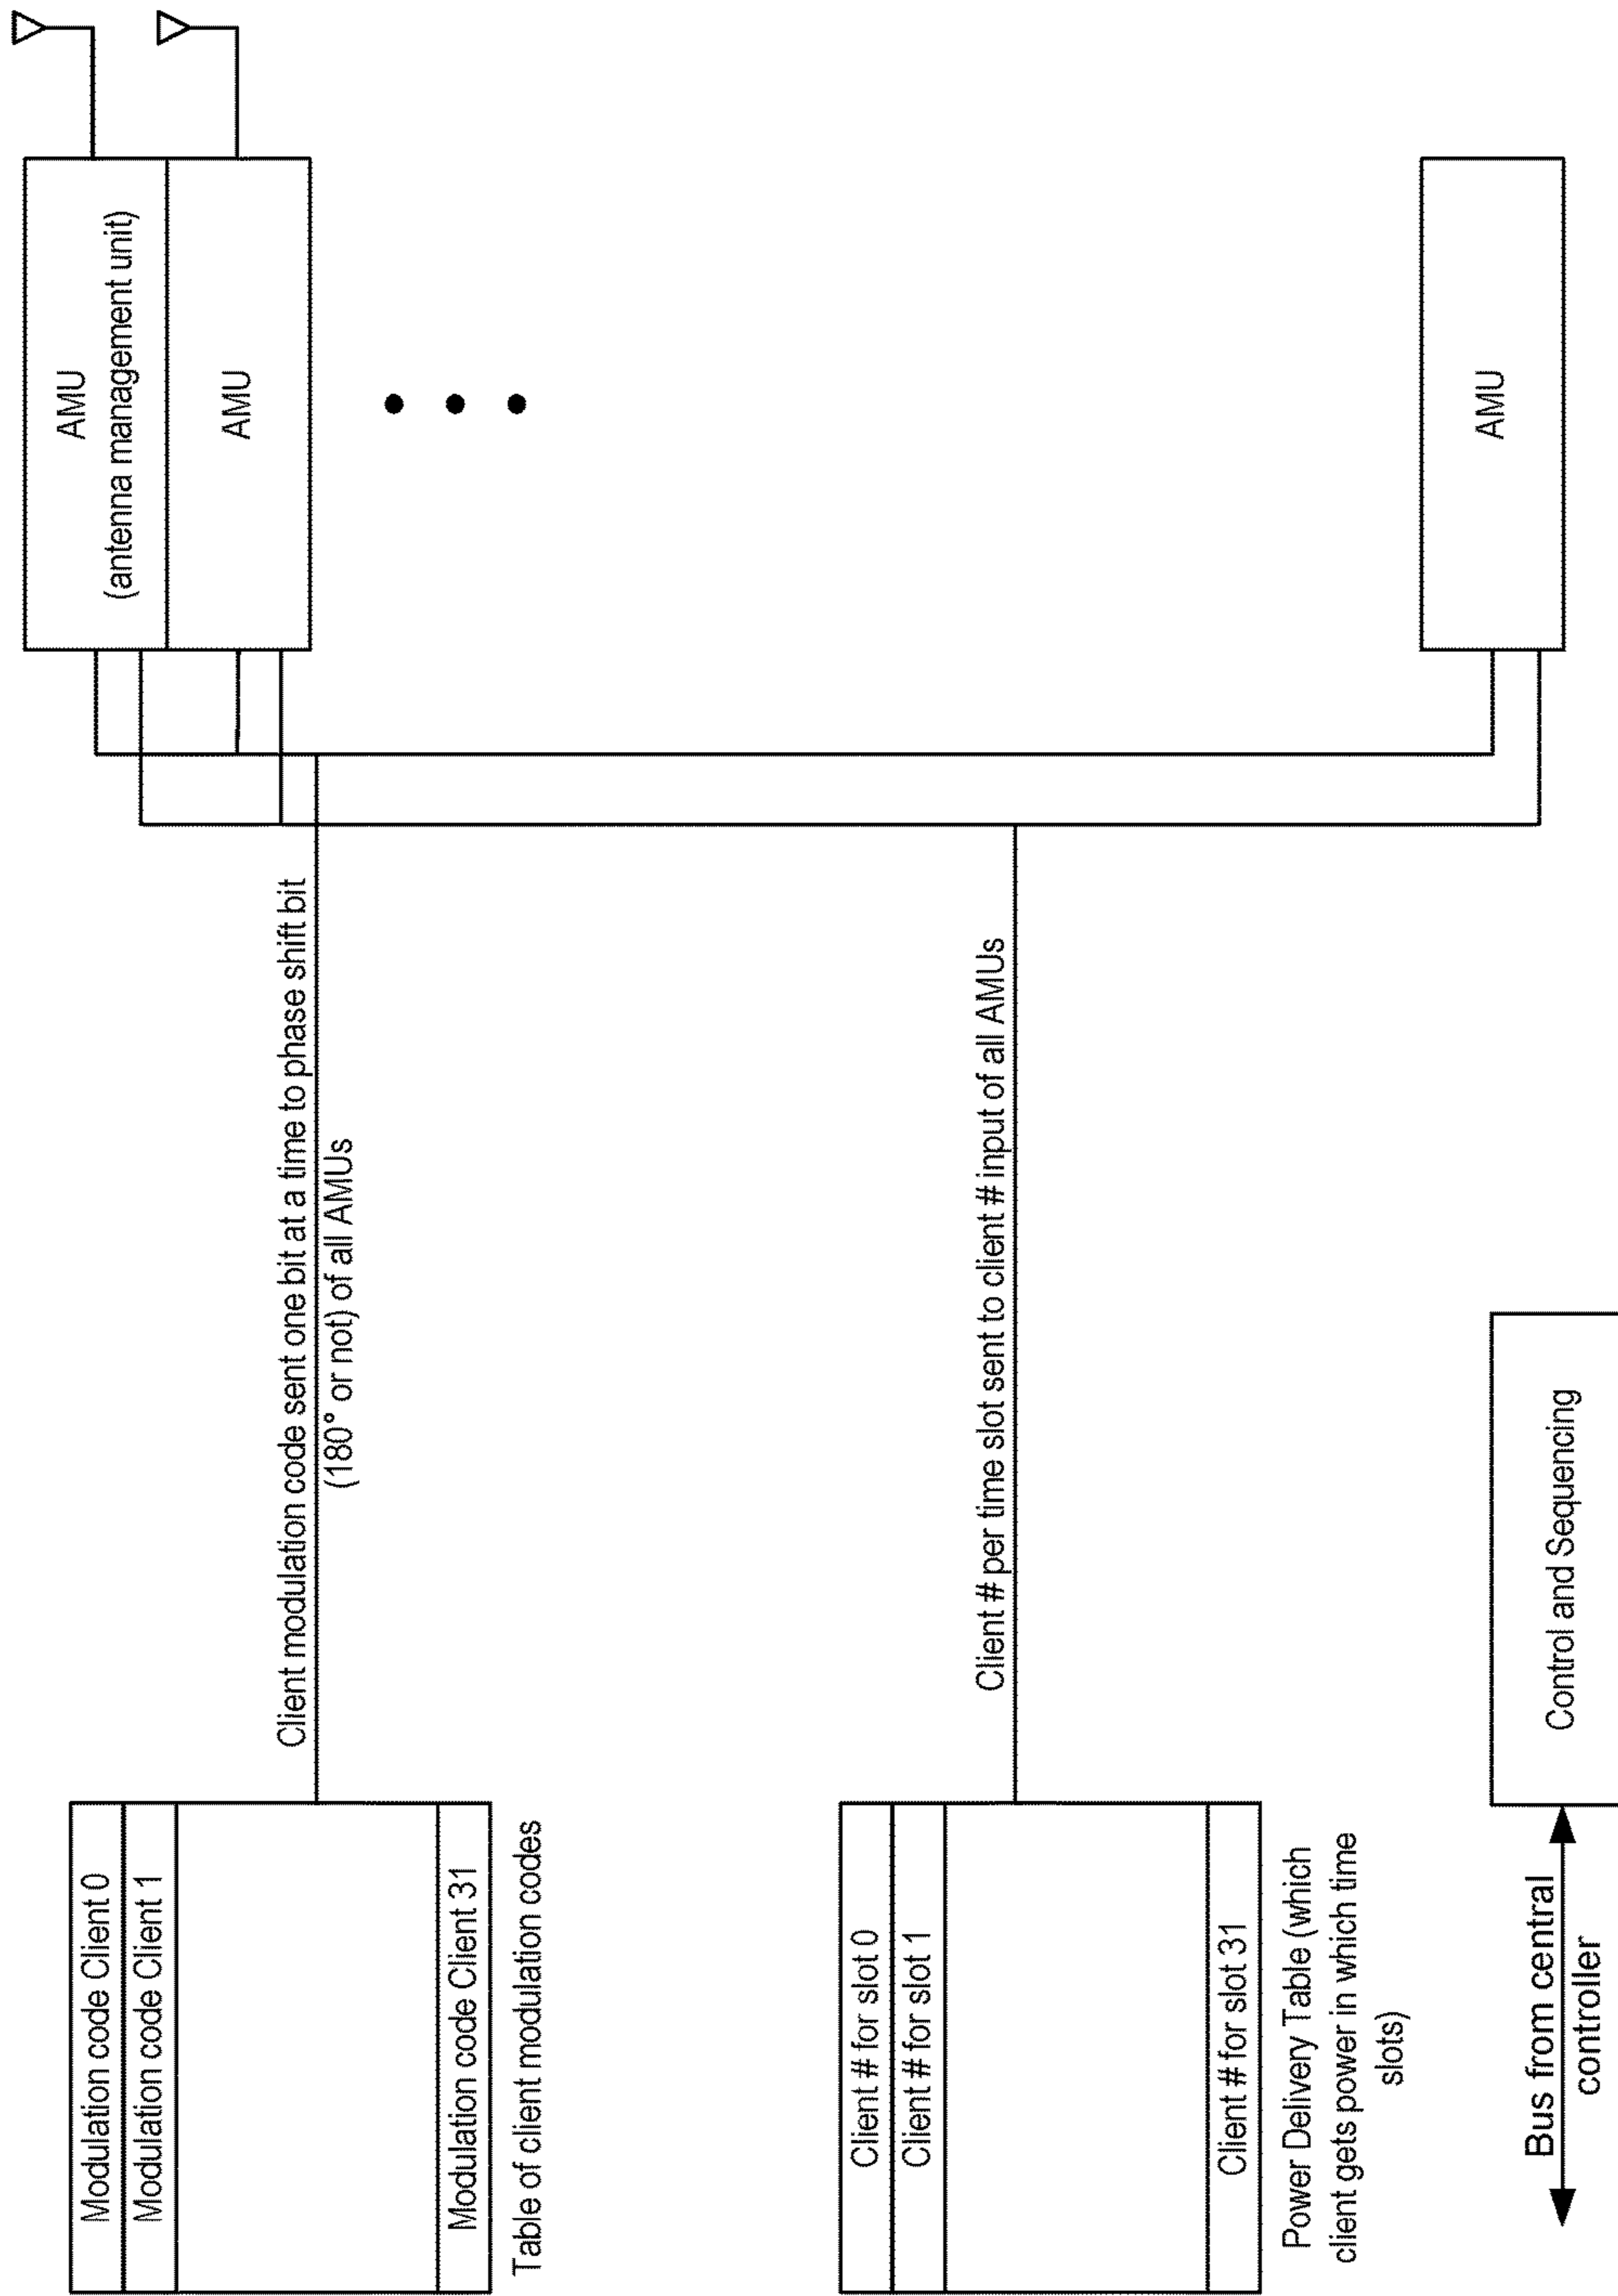 Modulation code Client 0
Modulation code Client 1
Modulation code Client 31
Table of client modulation codes
Client modulation code sent one bit at a time to phase shift bit
(180° or not) of all AMUs
AMU
(antenna management unit)
AMU
AMU
Client # for slot 0
Client # for slot 1
Client # for slot 31
Power Delivery Table (which
client gets power in which time
slots)
Client # per time slot sent to client # input of all AMUs
Bus from central
controller
Control and Sequencing